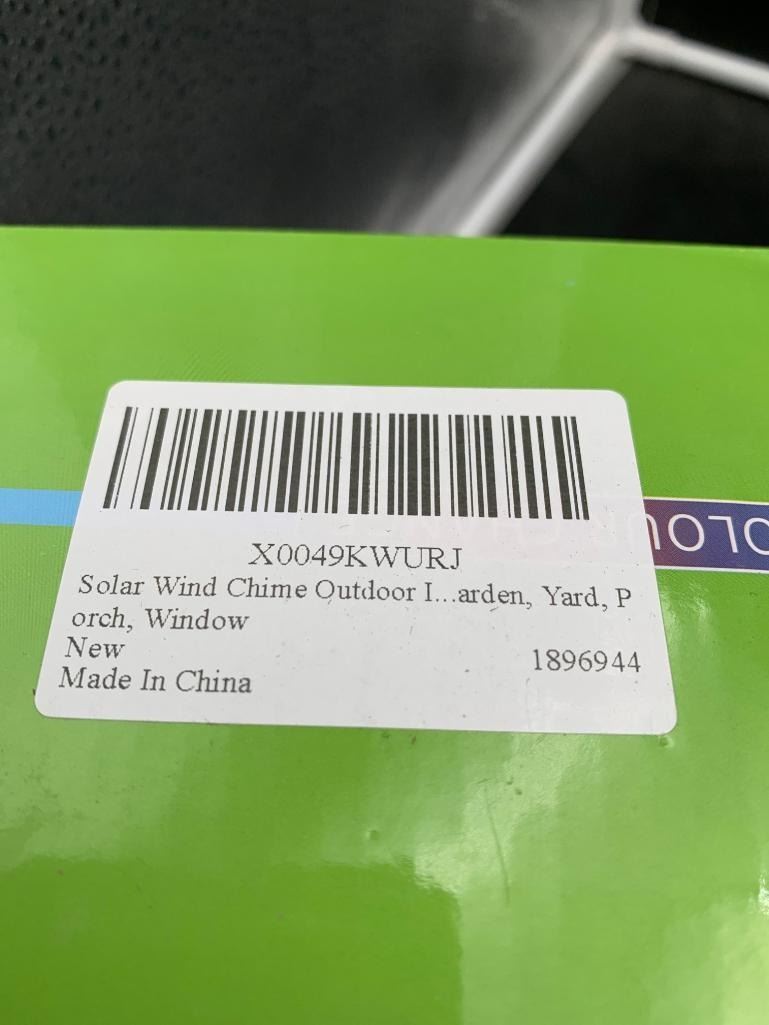 X0049KWURJ
Solar Wind Chime Outdoor I...arden, Yard, P
orch, Window
New
1896944
Made In China